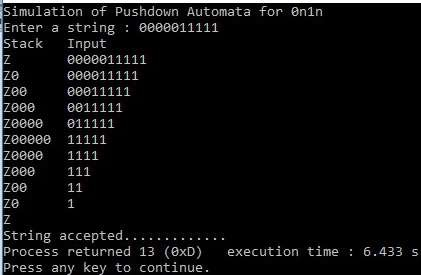 Simulation of Pushdown Automata for 0n1n
Enter a string : 0000011111
Stack Input
Z 0000011111
Z0 000011111
Z00 00011111
Z000 0011111
Z0000 011111
Z00000 11111
Z0000 1111
Z000 111
Z00 11
Z0 1
Z
String accepted.............
Process returned 13 (0xD) execution time : 6.433 s
Press any key to continue.